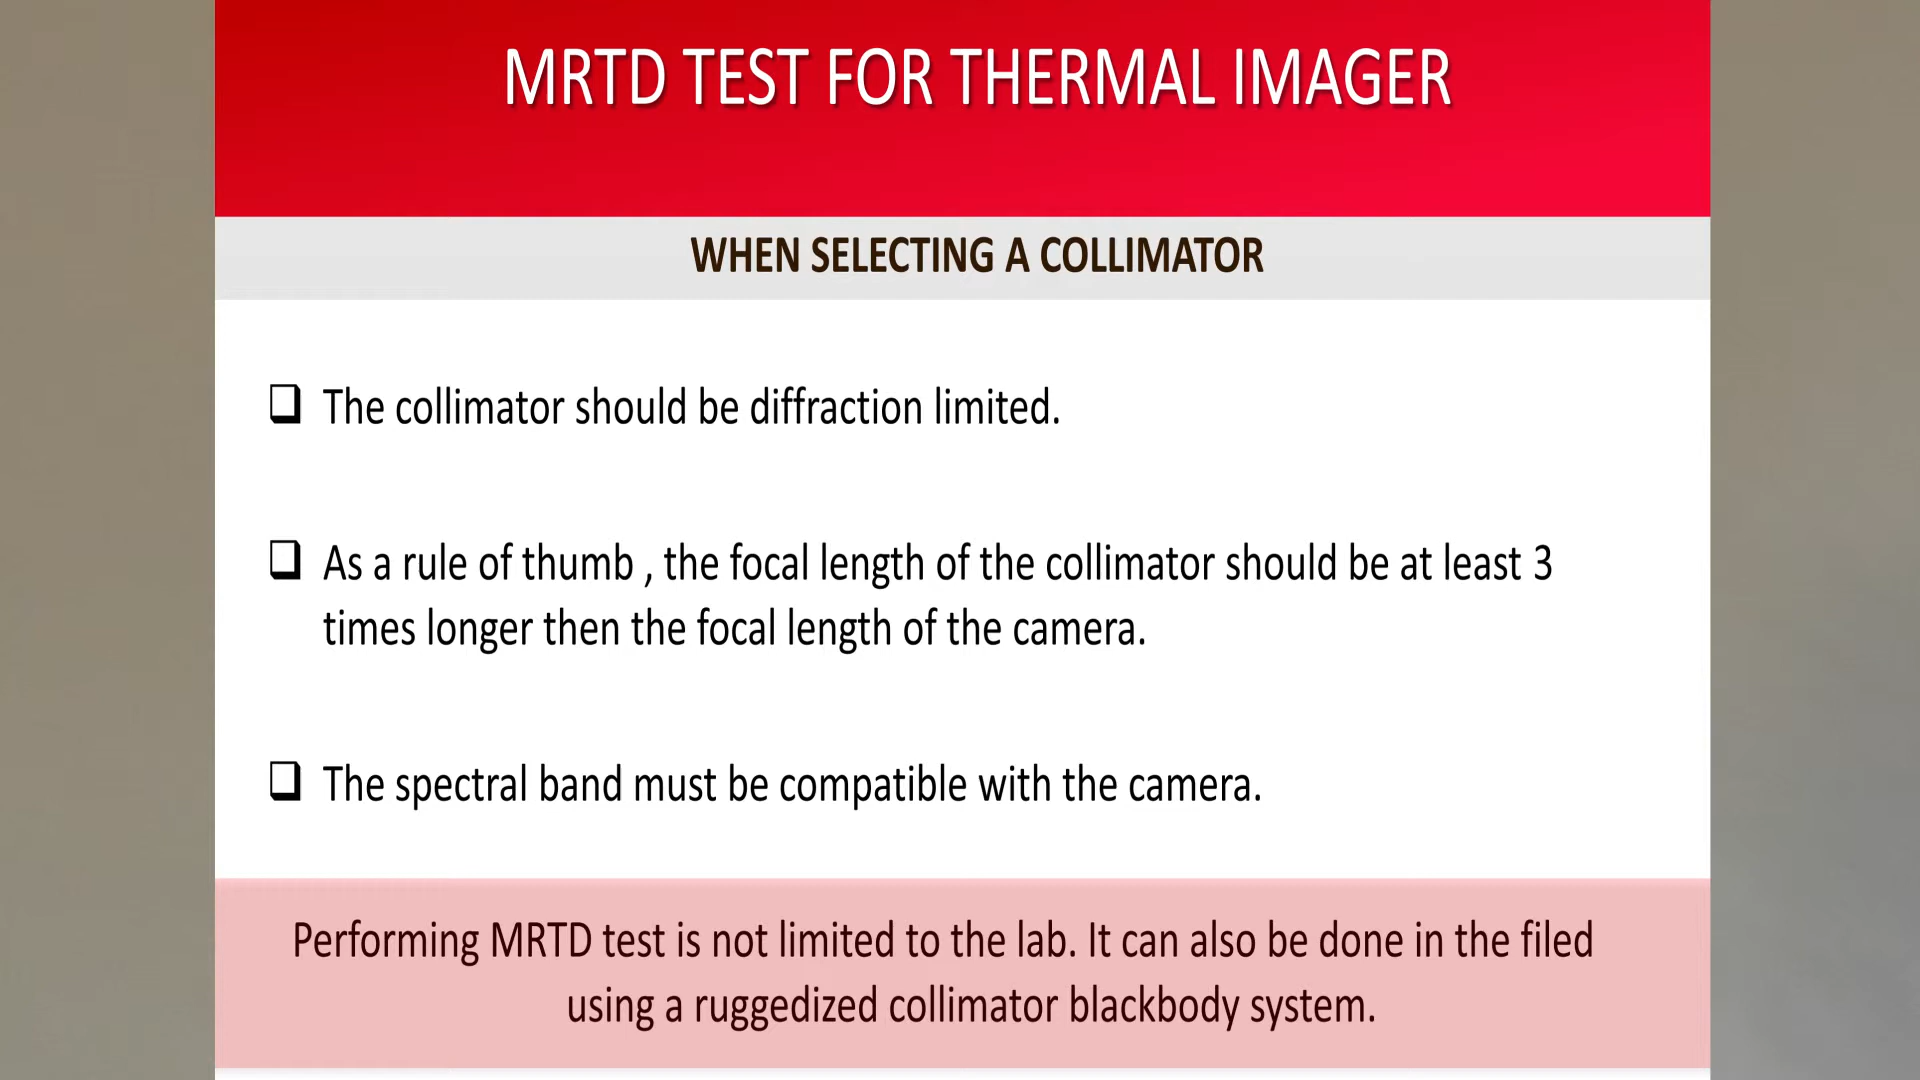 MRTD TEST FOR THERMAL IMAGER
WHEN SELECTING A COLLIMATOR
The collimator should be diffraction limited.
As a rule of thumb , the focal length of the collimator should be at least 3
times longer then the focal length of the camera.
The spectral band must be compatible with the camera.
Performing MRTD test is not limited to the lab. It can also be done in the filed
using a ruggedized collimator blackbody system.